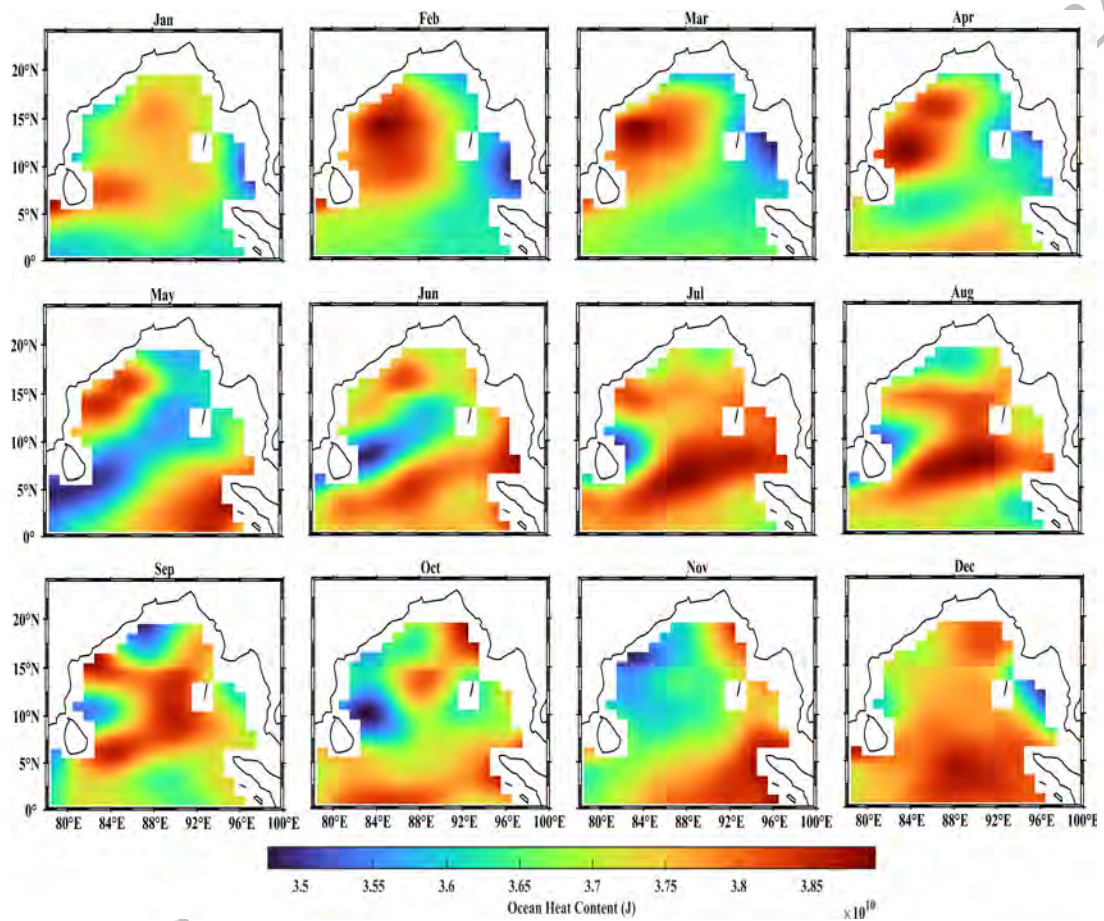 Jan Feb Mar Apr
20°N
15°N
10°N
5°N
0°
May Jun Jul Aug
20°N
15°N
10°N
5°N
0°
Sep Oct Nov Dec
20°N
15°N
10°N
5°N
0°
80°E 84°E 88°E 92°E 96°E 100°E 80°E 84°E 88°E 92°E 96°E 100°E 80°E 84°E 88°E 92°E 96°E 100°E 80°E 84°E 88°E 92°E 96°E 100°E
3.5 3.55 3.6 3.65 3.7 3.75 3.8 3.85
Ocean Heat Content (J) ×10¹⁰